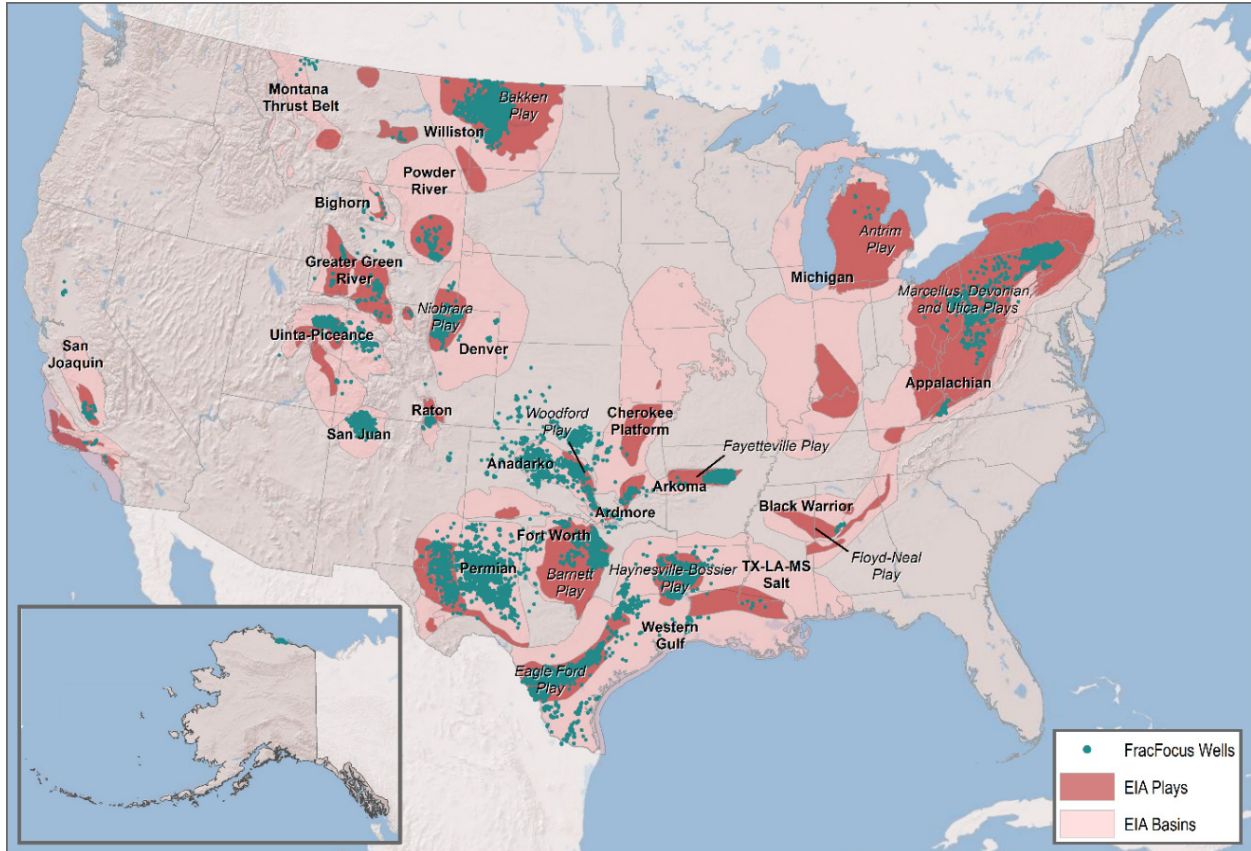 Montana
Thrust Belt
Bakken
Play
Williston
Powder
River
Bighorn
Antrim
Play
Michigan
Greater Green
River
Marcellus, Devonian,
and Utica Plays
Niobrara
Play
Uinta-Piceance
Denver
San
Joaquin
Appalachian
Raton
San Juan
Woodford
Play
Cherokee
Platform
Fayetteville Play
Anadarko
Arkoma
Ardmore
Black Warrior
Fort Worth
Floyd-Neal
Play
Permian
Barnett
Play
Haynesville-Bossier
Play
TX-LA-MS
Salt
Western
Gulf
Eagle Ford
Play
FracFocus Wells
EIA Plays
EIA Basins